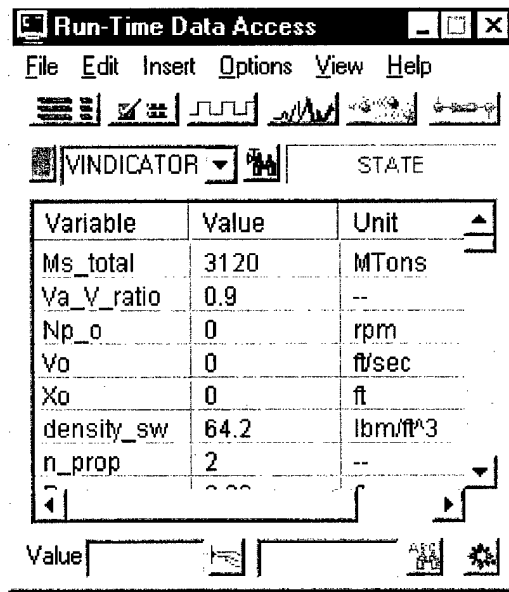 Run-Time Data Access
File Edit Insert Options View Help
VINDICATOR STATE
Variable Value Unit
Ms_total 3120 MTons
Va_V_ratio 0.9 --
Np_o 0 rpm
Vo 0 ft/sec
Xo 0 ft
density_sw 64.2 lbm/ft^3
n_prop 2 --
Value